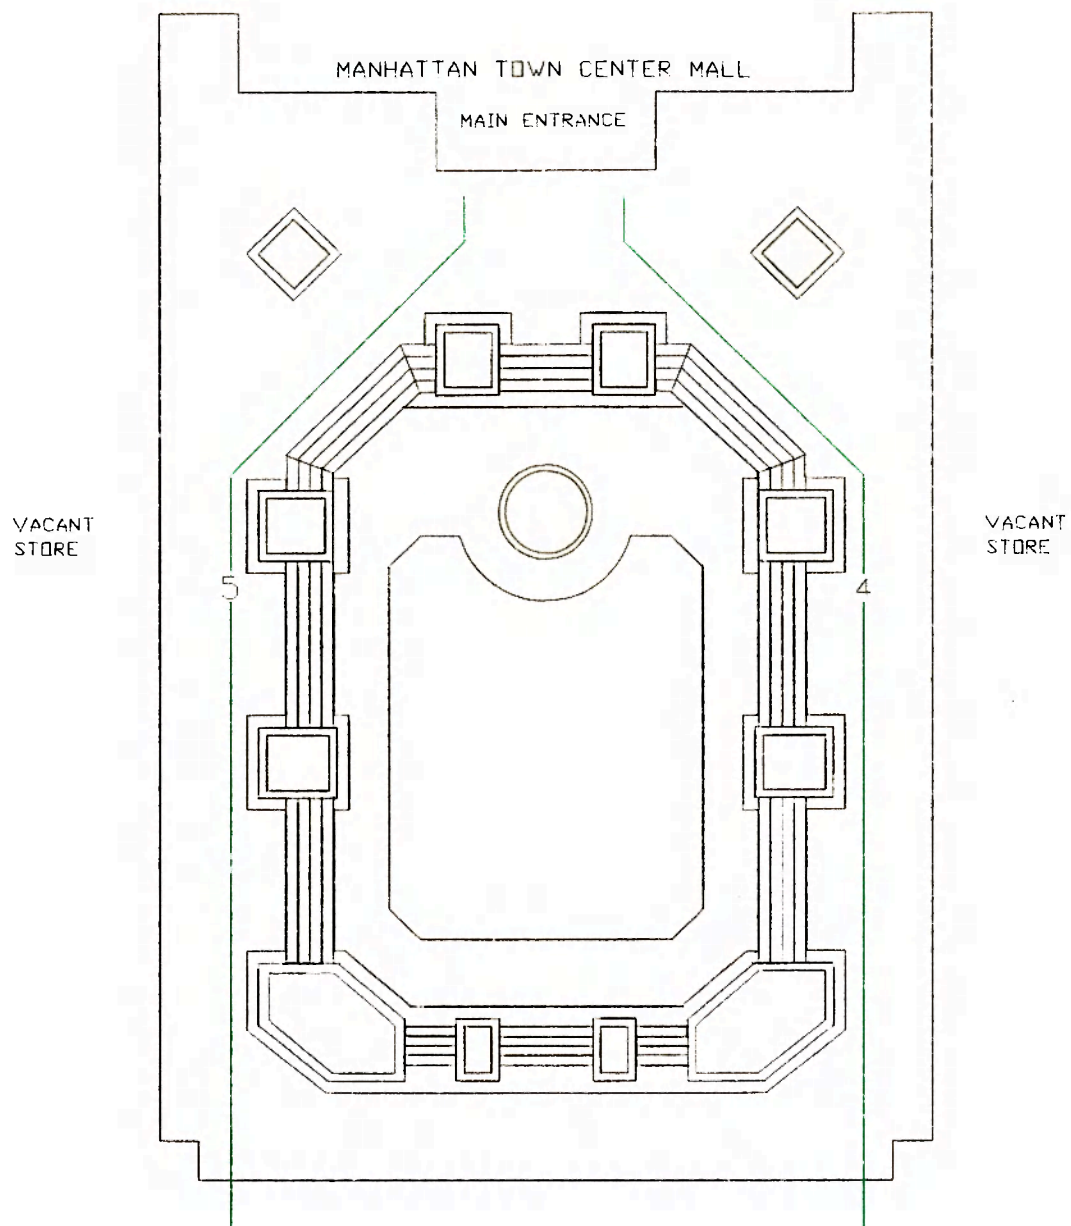 MANHATTAN TOWN CENTER MALL
MAIN ENTRANCE
VACANT
STORE
VACANT
STORE
5
4